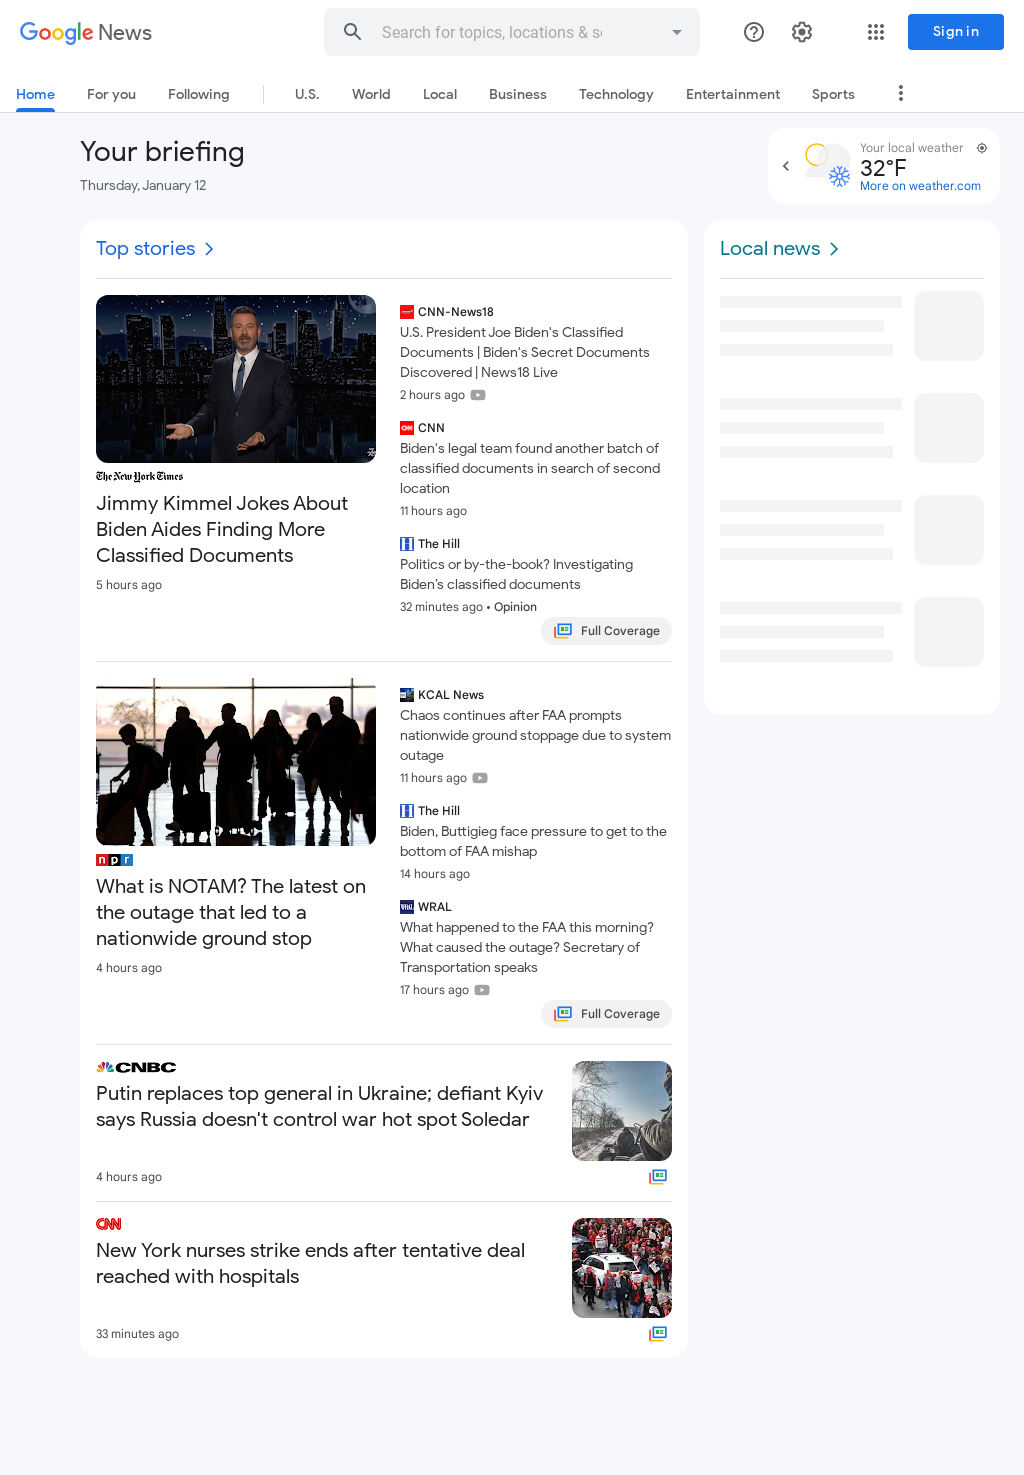 Google News
Search for topics, locations & so
Sign in
Home
For you
Following
U.S.
World
Local
Business
Technology
Entertainment
Sports
Your briefing
Thursday, January 12
Your local weather
32°F
More on weather.com
Top stories
The New York Times
Jimmy Kimmel Jokes About
Biden Aides Finding More
Classified Documents
5 hours ago
CNN-News18
U.S. President Joe Biden's Classified
Documents | Biden's Secret Documents
Discovered | News18 Live
2 hours ago
CNN
Biden's legal team found another batch of
classified documents in search of second
location
11 hours ago
The Hill
Politics or by-the-book? Investigating
Biden’s classified documents
32 minutes ago • Opinion
Full Coverage
npr
What is NOTAM? The latest on
the outage that led to a
nationwide ground stop
4 hours ago
KCAL News
Chaos continues after FAA prompts
nationwide ground stoppage due to system
outage
11 hours ago
The Hill
Biden, Buttigieg face pressure to get to the
bottom of FAA mishap
14 hours ago
WRAL
What happened to the FAA this morning?
What caused the outage? Secretary of
Transportation speaks
17 hours ago
Full Coverage
CNBC
Putin replaces top general in Ukraine; defiant Kyiv
says Russia doesn't control war hot spot Soledar
4 hours ago
CNN
New York nurses strike ends after tentative deal
reached with hospitals
33 minutes ago
Local news